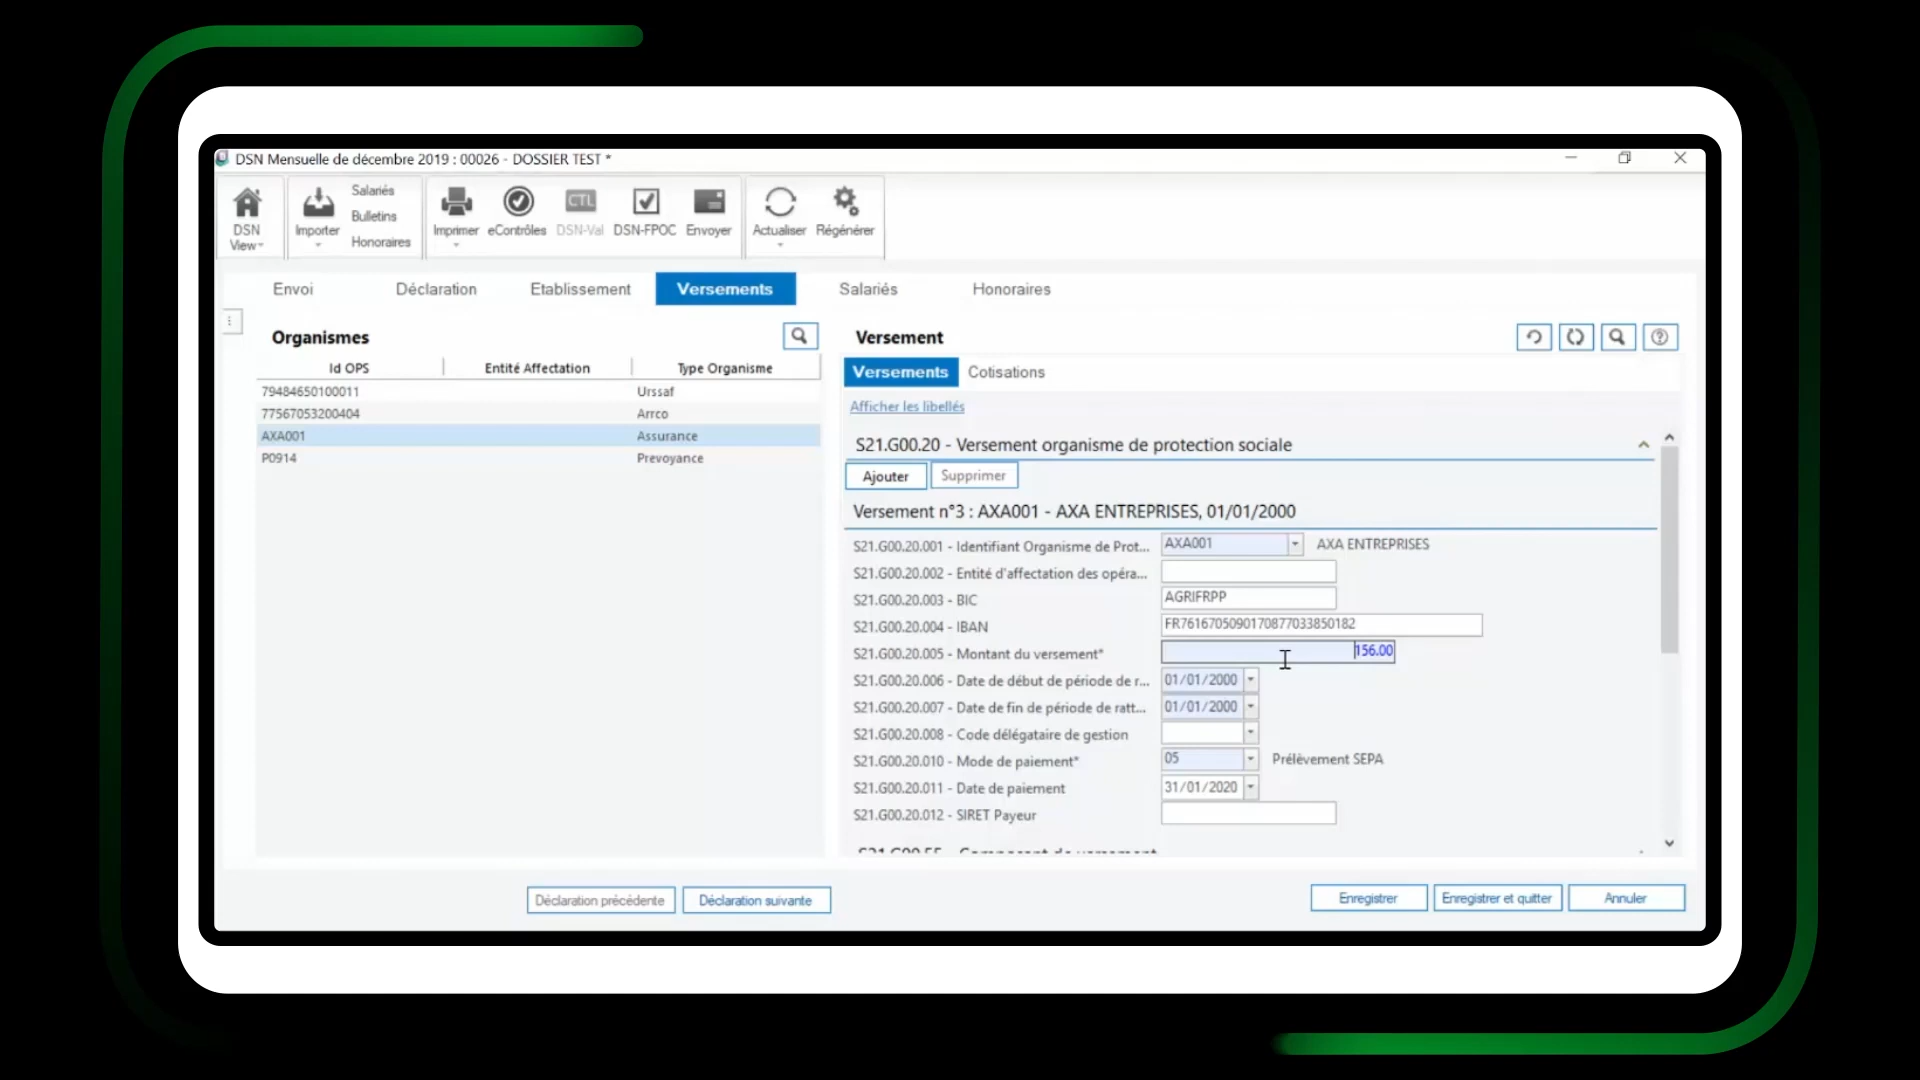 DSN Mensuelle de décembre 2019 : 00026 - DOSSIER TEST *
DSN View
Importer
Salariés
Bulletins
Honoraires
Imprimer
eContrôles
CTL
DSN-Val
DSN-FPOC
Envoyer
Actualiser
Régénérer
Envoi Déclaration Etablissement Versements Salariés Honoraires
Organismes
Id OPS Entité Affectation Type Organisme
79484650100011 Urssaf
77567053200404 Arrco
AXA001 Assurance
P0914 Prevoyance
Versement
Versements Cotisations
Afficher les libellés
S21.G00.20 - Versement organisme de protection sociale
Ajouter Supprimer
Versement n°3 : AXA001 - AXA ENTREPRISES, 01/01/2000
S21.G00.20.001 - Identifiant Organisme de Prot... AXA001 AXA ENTREPRISES
S21.G00.20.002 - Entité d'affectation des opéra...
S21.G00.20.003 - BIC AGRIFRPP
S21.G00.20.004 - IBAN FR7616705090170877033850182
S21.G00.20.005 - Montant du versement* 156.00
S21.G00.20.006 - Date de début de période de r... 01/01/2000
S21.G00.20.007 - Date de fin de période de ratt... 01/01/2000
S21.G00.20.008 - Code délégataire de gestion
S21.G00.20.010 - Mode de paiement* 05 Prélèvement SEPA
S21.G00.20.011 - Date de paiement 31/01/2020
S21.G00.20.012 - SIRET Payeur
Déclaration précédente Déclaration suivante
Enregistrer Enregistrer et quitter Annuler